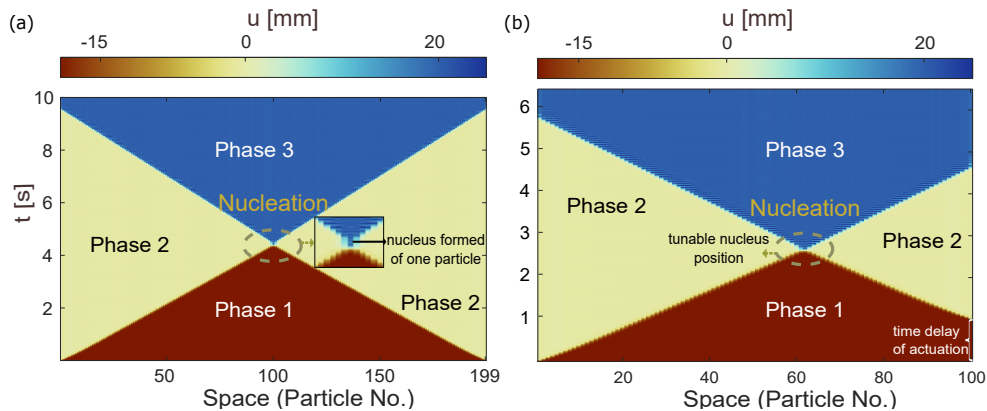 (a)
u [mm]
-15
0
20
10
8
6
4
2
t [s]
Phase 3
Nucleation
Phase 2
nucleus formed
of one particle
Phase 2
Phase 1
50
100
150
199
Space (Particle No.)
(b)
u [mm]
-15
0
20
6
5
4
3
2
1
0
Phase 3
Nucleation
Phase 2
tunable nucleus
position
Phase 2
Phase 1
time delay
of actuation
20
40
60
80
100
Space (Particle No.)